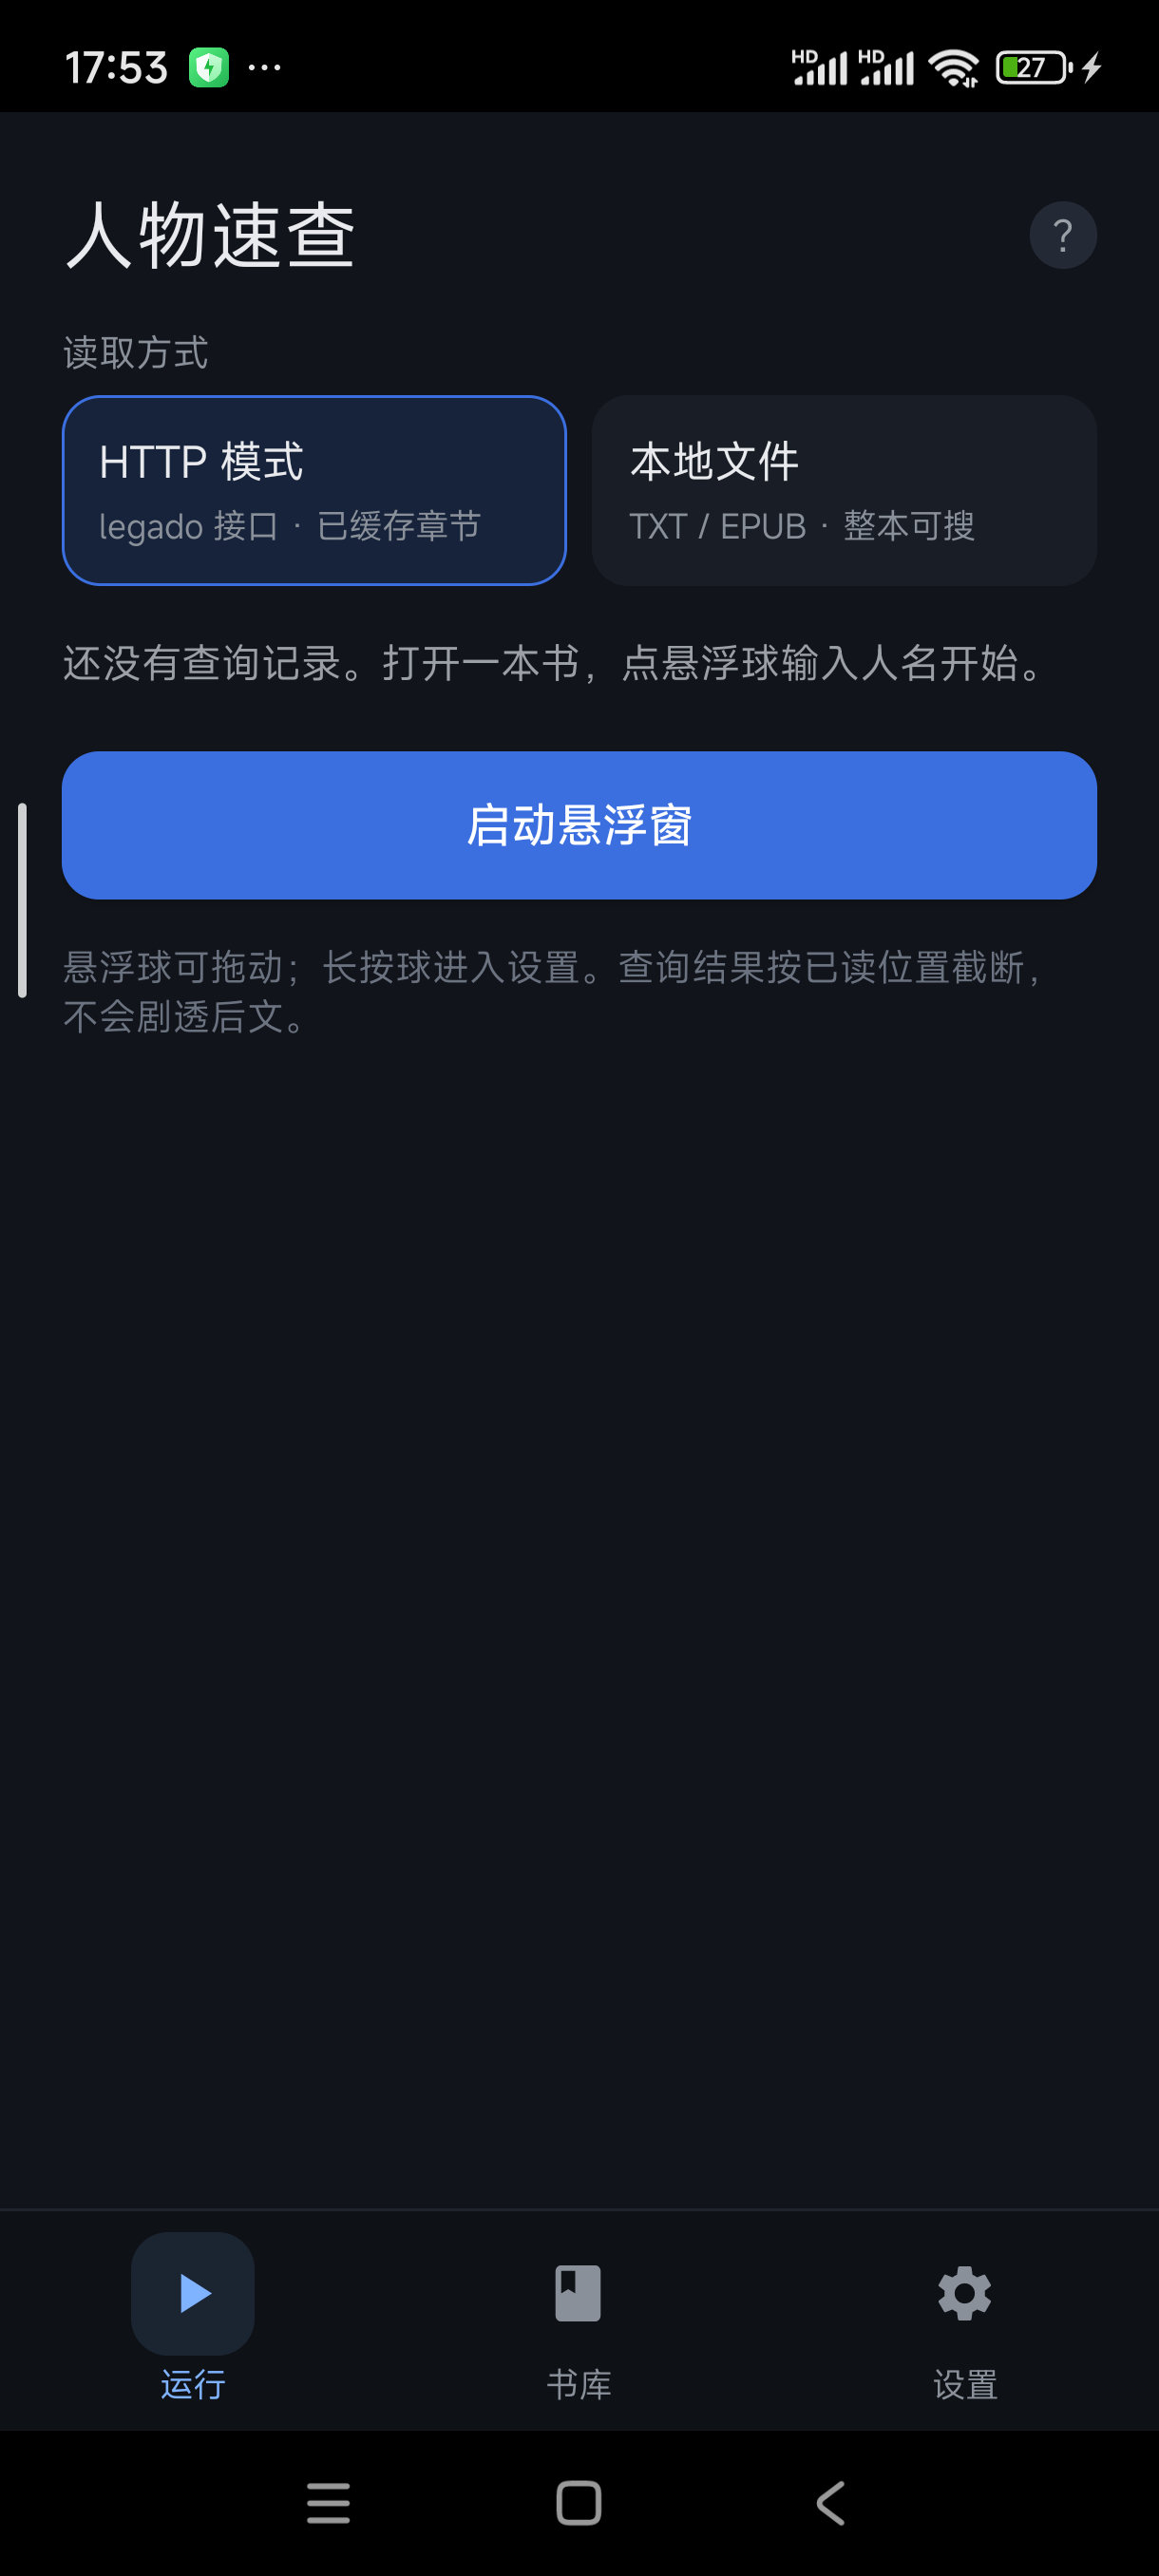 17:53 ... HD HD 27
人物速查
?
读取方式
HTTP 模式
legado 接口 · 已缓存章节
本地文件
TXT / EPUB · 整本可搜
还没有查询记录。打开一本书，点悬浮球输入人名开始。
启动悬浮窗
悬浮球可拖动；长按球进入设置。查询结果按已读位置截断，
不会剧透后文。
运行
书库
设置